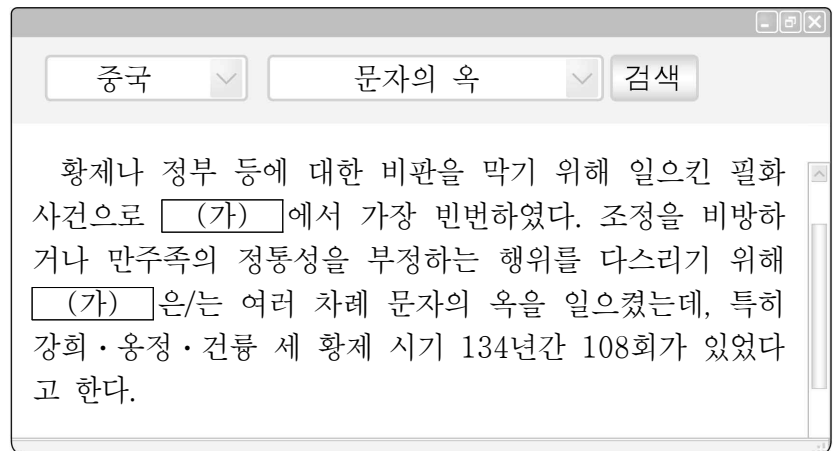 중국 문자의 옥 검색
황제나 정부 등에 대한 비판을 막기 위해 일으킨 필화
사건으로 (가) 에서 가장 빈번하였다. 조정을 비방하
거나 만주족의 정통성을 부정하는 행위를 다스리기 위해
(가) 은/는 여러 차례 문자의 옥을 일으켰는데, 특히
강희·옹정·건륭 세 황제 시기 134년간 108회가 있었다
고 한다.